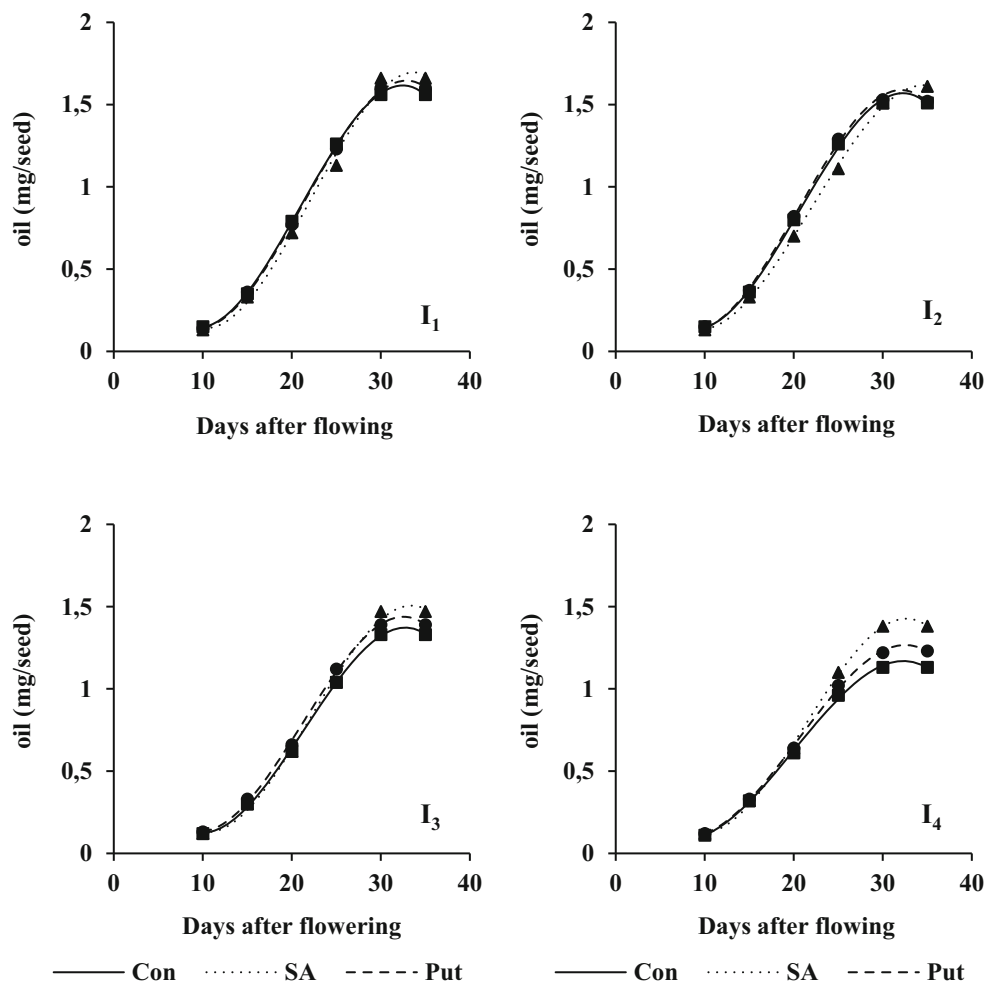 2
1,5
1
0,5
0
oil (mg/seed)
0 10 20 30 40
Days after flowing
I₁
2
1,5
1
0,5
0
oil (mg/seed)
0 10 20 30 40
Days after flowing
I₂
2
1,5
1
0,5
0
oil (mg/seed)
0 10 20 30 40
Days after flowering
I₃
Con SA Put
2
1,5
1
0,5
0
oil (mg/seed)
0 10 20 30 40
Days after flowing
I₄
Con SA Put